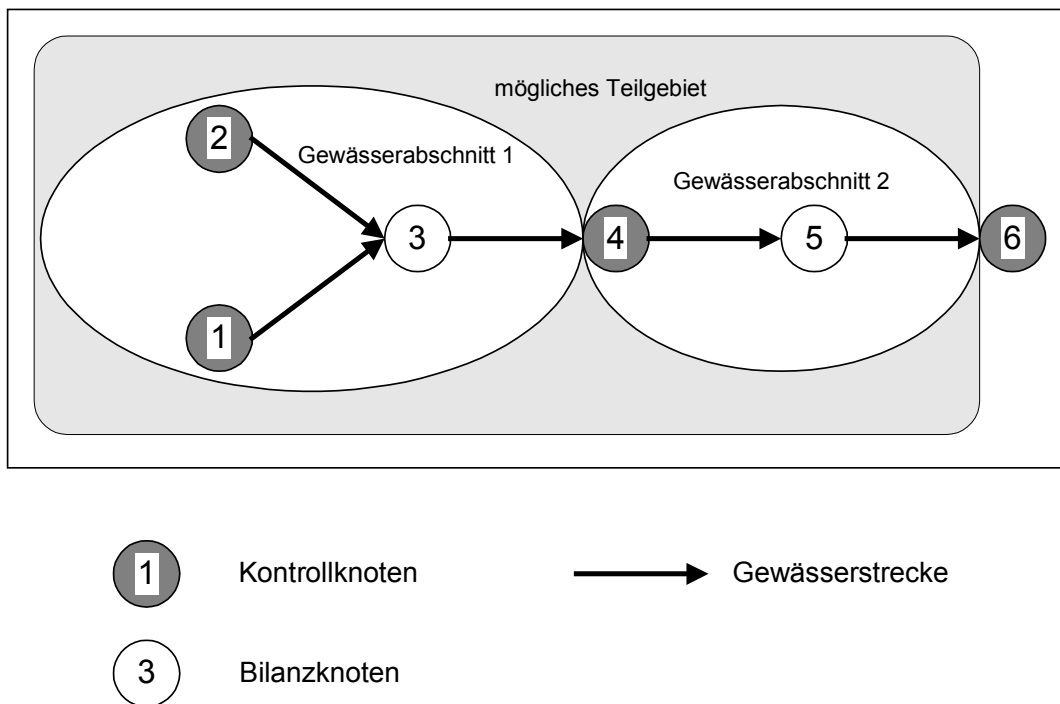 mögliches Teilgebiet
2
Gewässerabschnitt 1
Gewässerabschnitt 2
3
4
5
6
1
1 Kontrollknoten Gewässerstrecke
3 Bilanzknoten